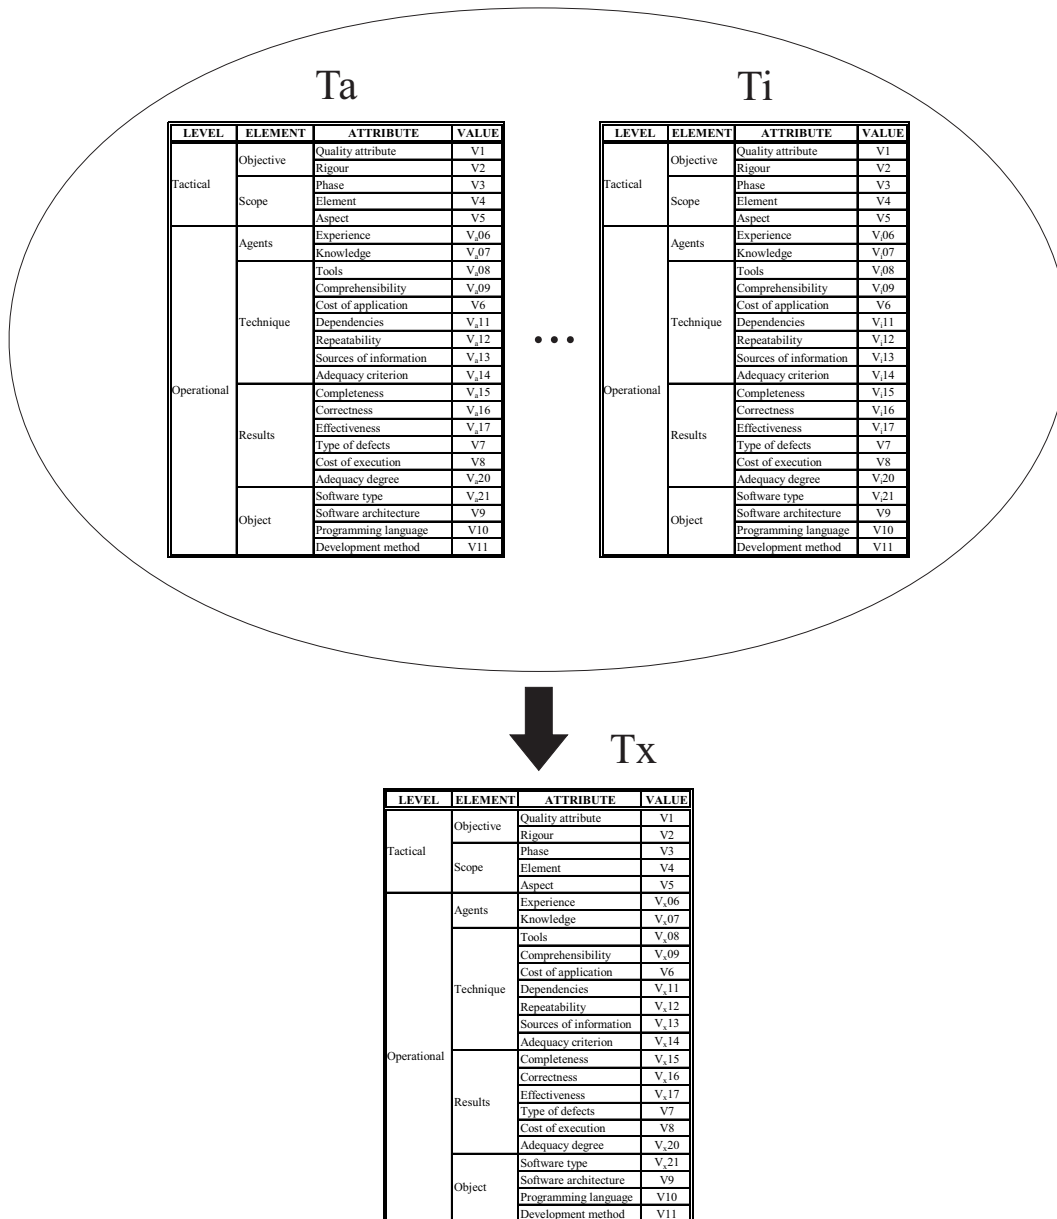 Ta
LEVEL ELEMENT ATTRIBUTE VALUE
Tactical Objective Quality attribute V1
Rigour V2
Scope Phase V3
Element V4
Aspect V5
Operational Agents Experience Va06
Knowledge Va07
Technique Tools Va08
Comprehensibility Va09
Cost of application V6
Dependencies Va11
Repeatability Va12
Sources of information Va13
Adequacy criterion Va14
Results Completeness Va15
Correctness Va16
Effectiveness Va17
Type of defects V7
Cost of execution V8
Adequacy degree Va20
Object Software type Va21
Software architecture V9
Programming language V10
Development method V11
...
Ti
LEVEL ELEMENT ATTRIBUTE VALUE
Tactical Objective Quality attribute V1
Rigour V2
Scope Phase V3
Element V4
Aspect V5
Operational Agents Experience Vi06
Knowledge Vi07
Technique Tools Vi08
Comprehensibility Vi09
Cost of application V6
Dependencies Vi11
Repeatability Vi12
Sources of information Vi13
Adequacy criterion Vi14
Results Completeness Vi15
Correctness Vi16
Effectiveness Vi17
Type of defects V7
Cost of execution V8
Adequacy degree Vi20
Object Software type Vi21
Software architecture V9
Programming language V10
Development method V11
Tx
LEVEL ELEMENT ATTRIBUTE VALUE
Tactical Objective Quality attribute V1
Rigour V2
Scope Phase V3
Element V4
Aspect V5
Operational Agents Experience Vx06
Knowledge Vx07
Technique Tools Vx08
Comprehensibility Vx09
Cost of application V6
Dependencies Vx11
Repeatability Vx12
Sources of information Vx13
Adequacy criterion Vx14
Results Completeness Vx15
Correctness Vx16
Effectiveness Vx17
Type of defects V7
Cost of execution V8
Adequacy degree Vx20
Object Software type Vx21
Software architecture V9
Programming language V10
Development method V11